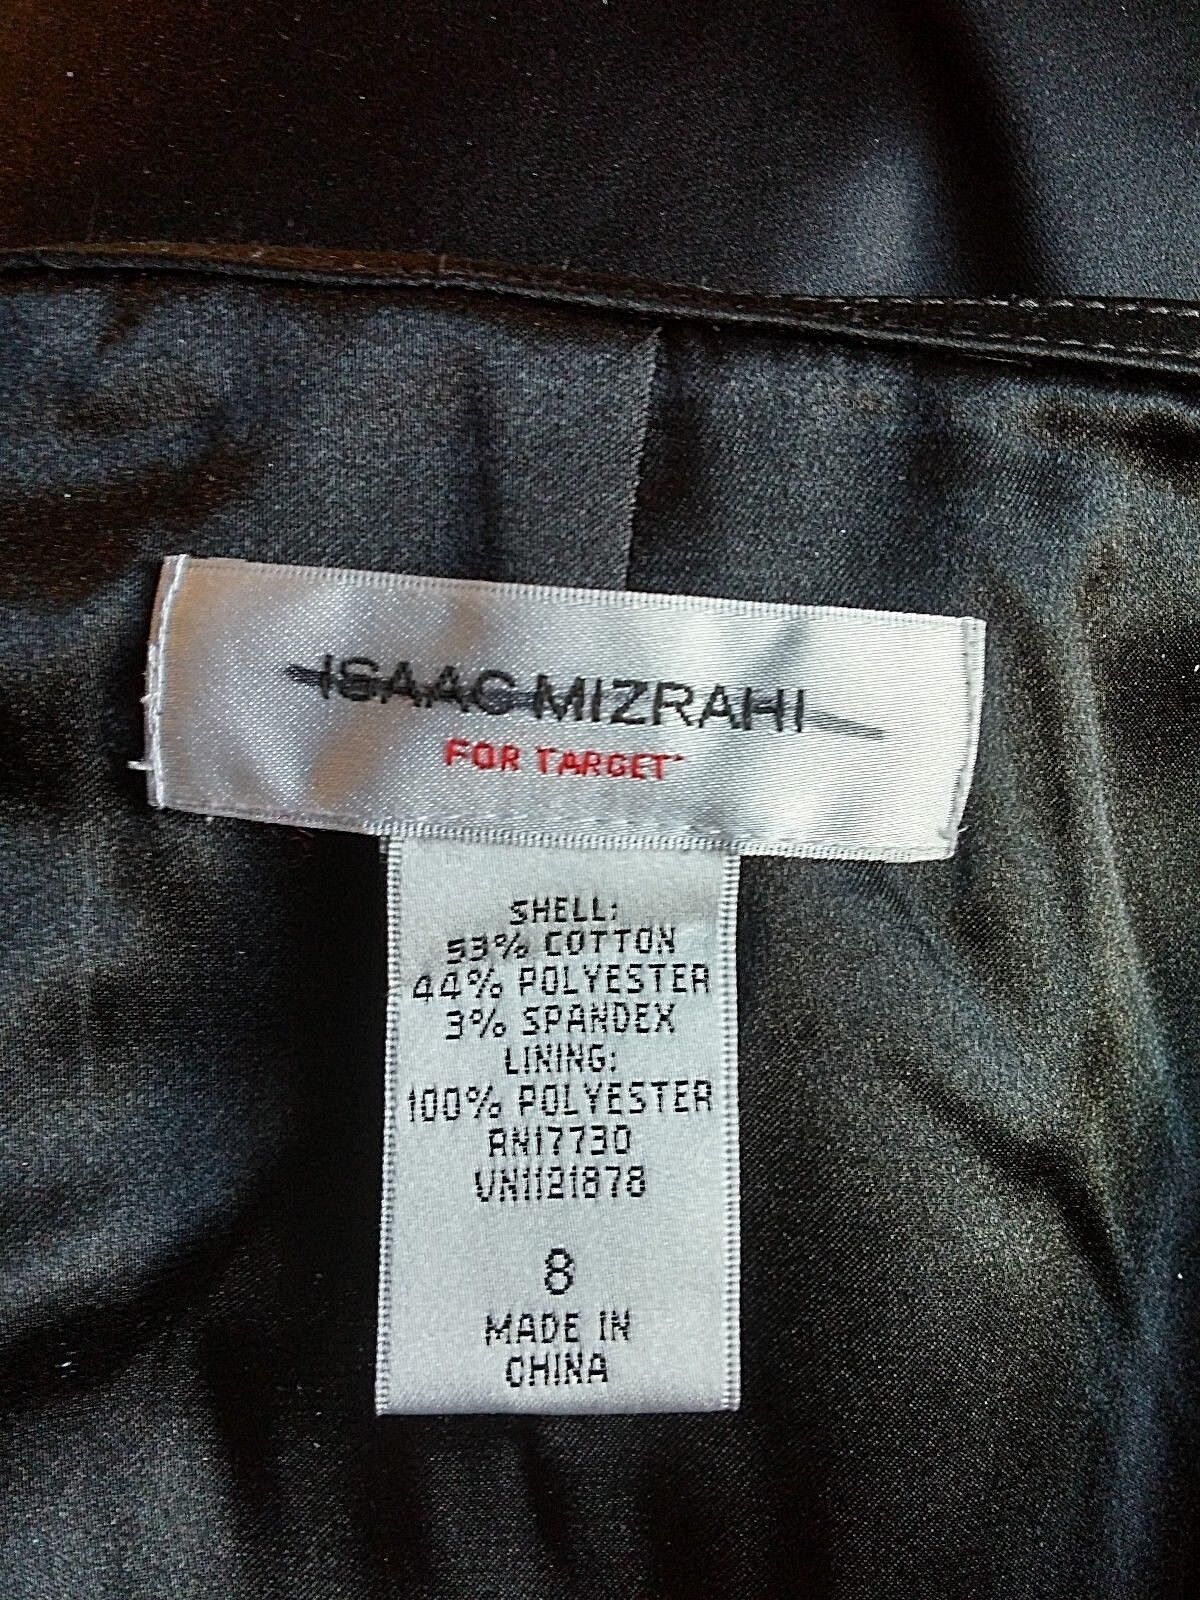 ISAAC MIZRAHI
FOR TARGET
SHELL:
53% COTTON
44% POLYESTER
3% SPANDEX
LINING:
100% POLYESTER
RN17730
VN1121878
8
MADE IN
CHINA